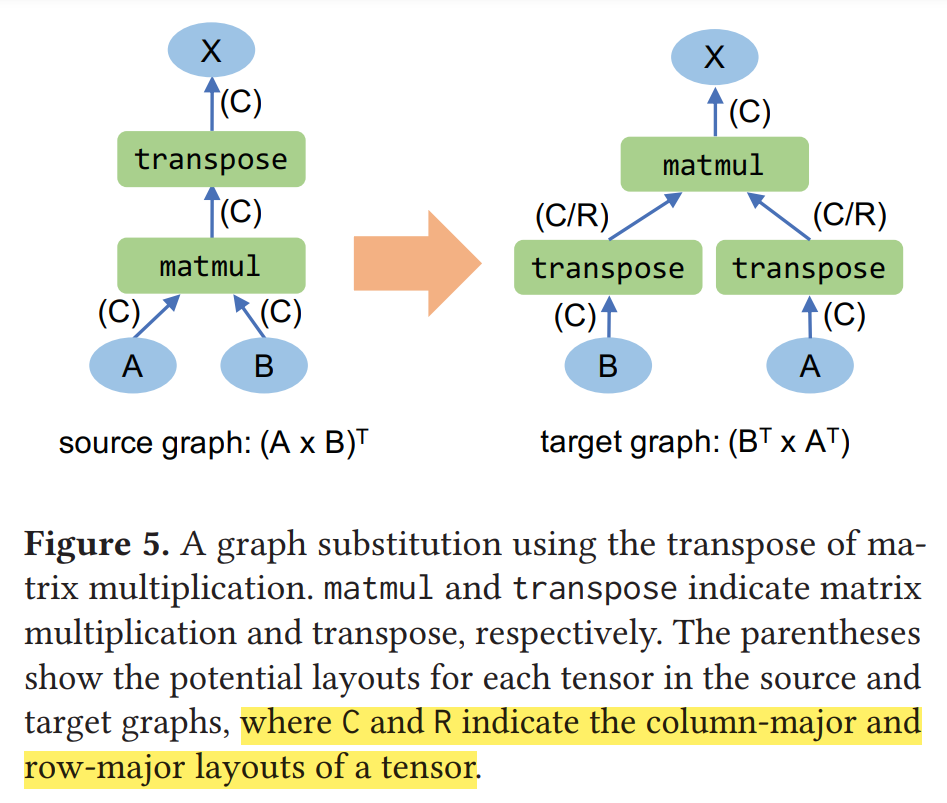 X
X
(C)
(C)
transpose
matmul
(C)
(C/R)
(C/R)
matmul
transpose
transpose
(C)
(C)
(C)
(C)
A
B
B
A
source graph: (A x B)ᵀ
target graph: (Bᵀ x Aᵀ)
Figure 5. A graph substitution using the transpose of ma-
trix multiplication. matmul and transpose indicate matrix
multiplication and transpose, respectively. The parentheses
show the potential layouts for each tensor in the source and
target graphs, where C and R indicate the column-major and
row-major layouts of a tensor.